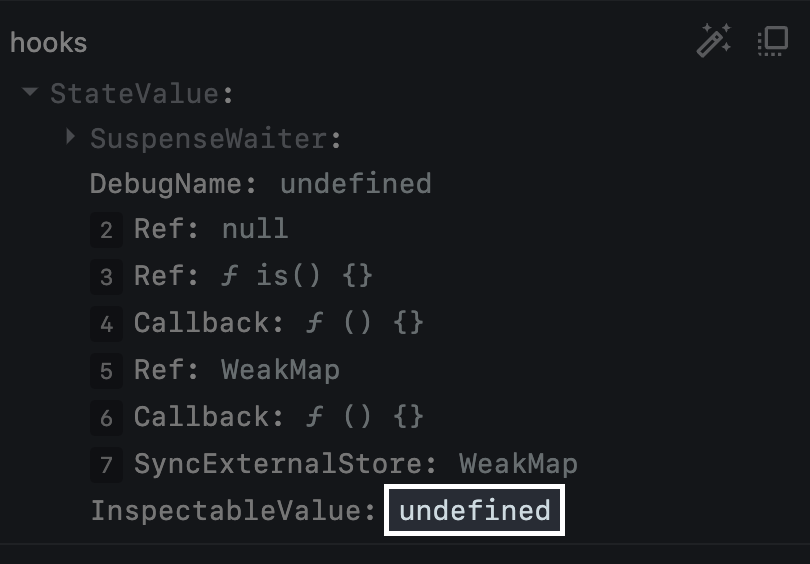 hooks
StateValue:
SuspenseWaiter:
DebugName: undefined
2 Ref: null
3 Ref: ƒ is() {}
4 Callback: ƒ () {}
5 Ref: WeakMap
6 Callback: ƒ () {}
7 SyncExternalStore: WeakMap
InspectableValue: undefined